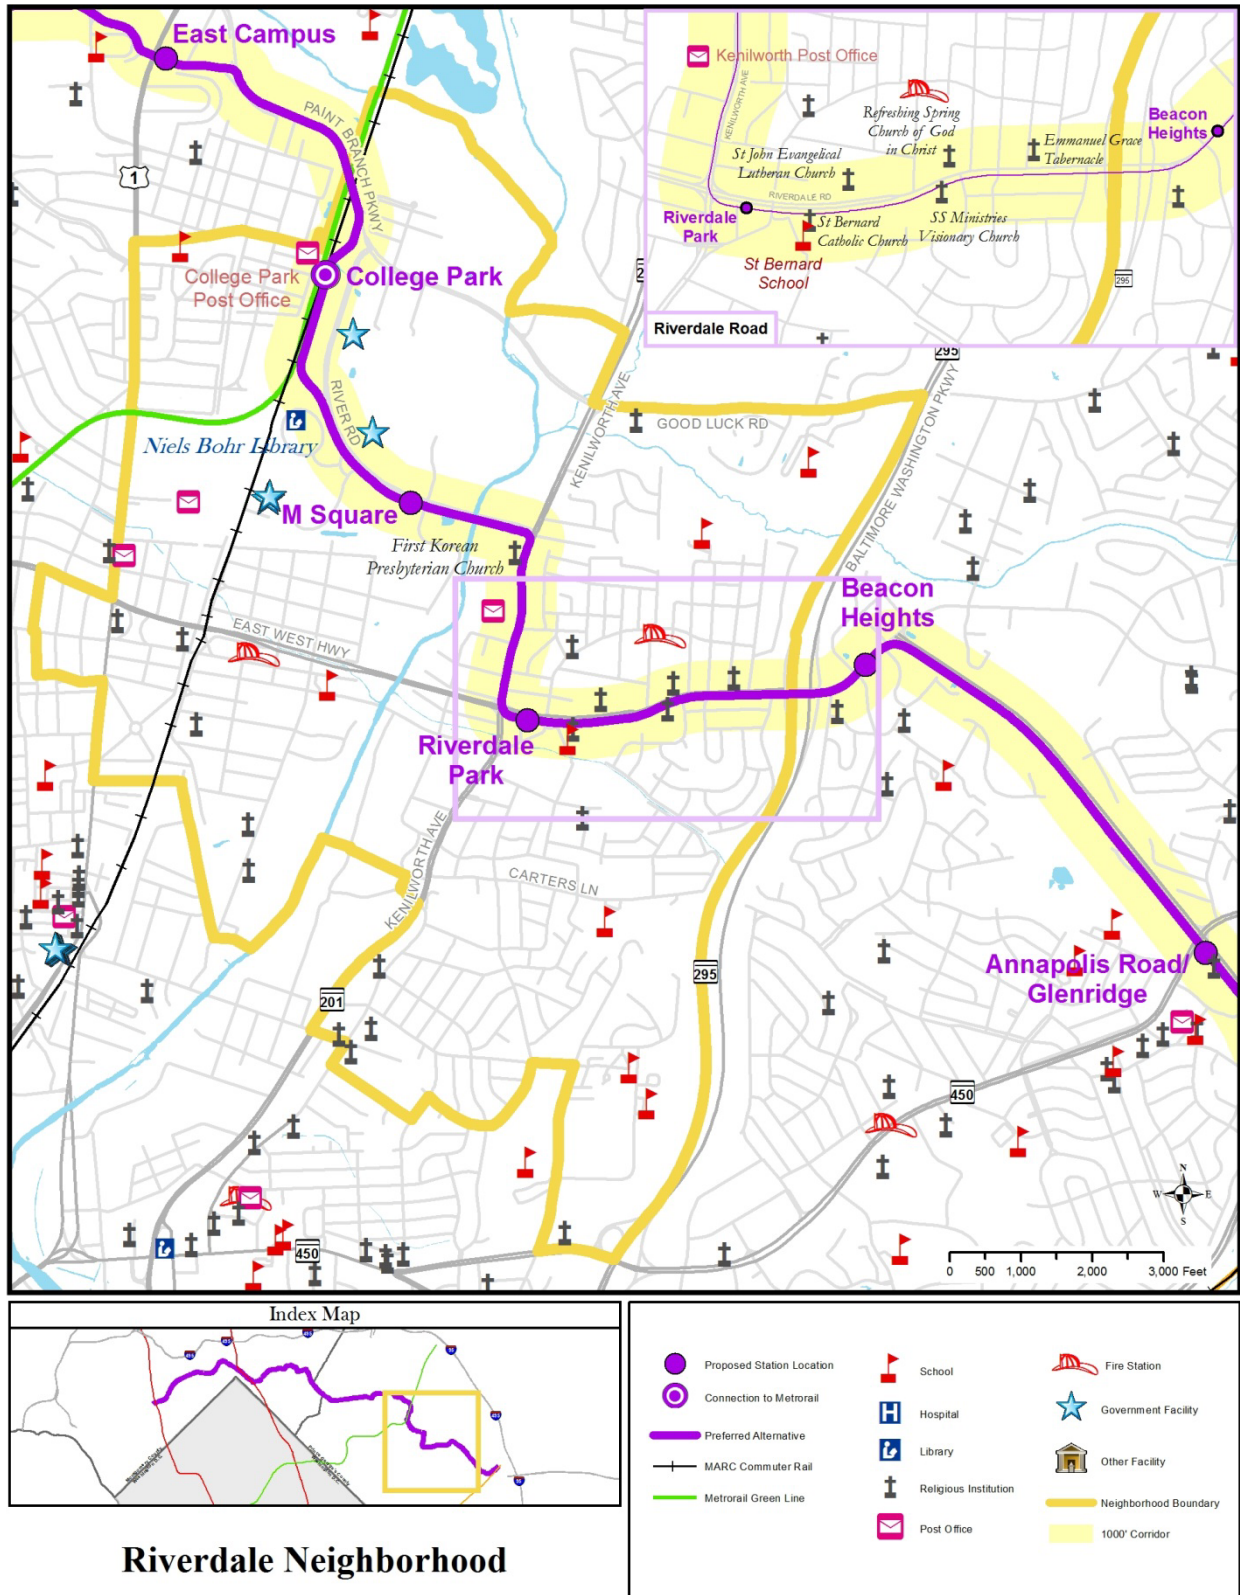 East Campus
PAINT BRANCH PKWY
1
College Park
Post Office
College Park
RIVER RD
Niels Bohr Library
M Square
First Korean
Presbyterian Church
KENILWORTH AVE
GOOD LUCK RD
BALTIMORE WASHINGTON PKWY
295
EAST WEST HWY
Beacon
Heights
Riverdale
Park
KENILWORTH AVE
CARTERS LN
201
295
Annapolis Road/
Glenridge
450
450
Kenilworth Post Office
KENILWORTH AVE
Refreshing Spring
Church of God
in Christ
Beacon
Heights
Emmanuel Grace
Tabernacle
St John Evangelical
Lutheran Church
RIVERDALE RD
Riverdale
Park
St Bernard
Catholic Church
SS Ministries
Visionary Church
St Bernard
School
295
Riverdale Road
N
W E
S
0 500 1,000 2,000 3,000 Feet
Index Map
Riverdale Neighborhood
Proposed Station Location
Connection to Metrorail
Preferred Alternative
MARC Commuter Rail
Metrorail Green Line
School
H Hospital
Library
Religious Institution
Post Office
Fire Station
Government Facility
Other Facility
Neighborhood Boundary
1000' Corridor